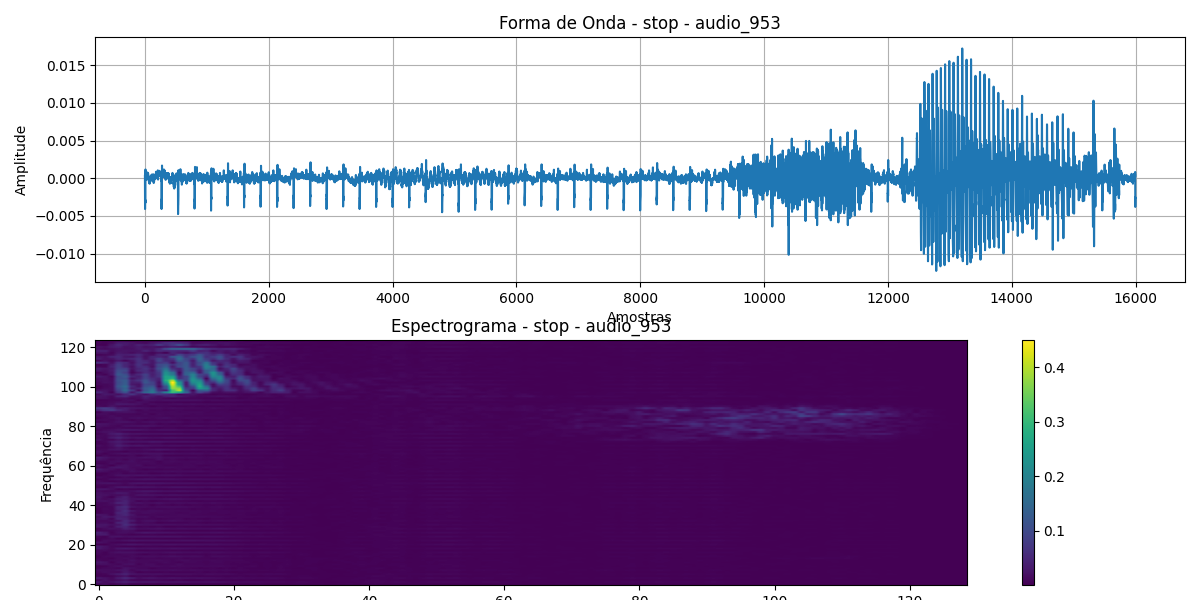 Forma de Onda - stop - audio_953
Amplitude
0.015
0.010
0.005
0.000
−0.005
−0.010
0 2000 4000 6000 8000 10000 12000 14000 16000
Amostras
Espectrograma - stop - audio_953
Frequência
120
100
80
60
40
20
0
0 20 40 60 80 100 120
0.4
0.3
0.2
0.1